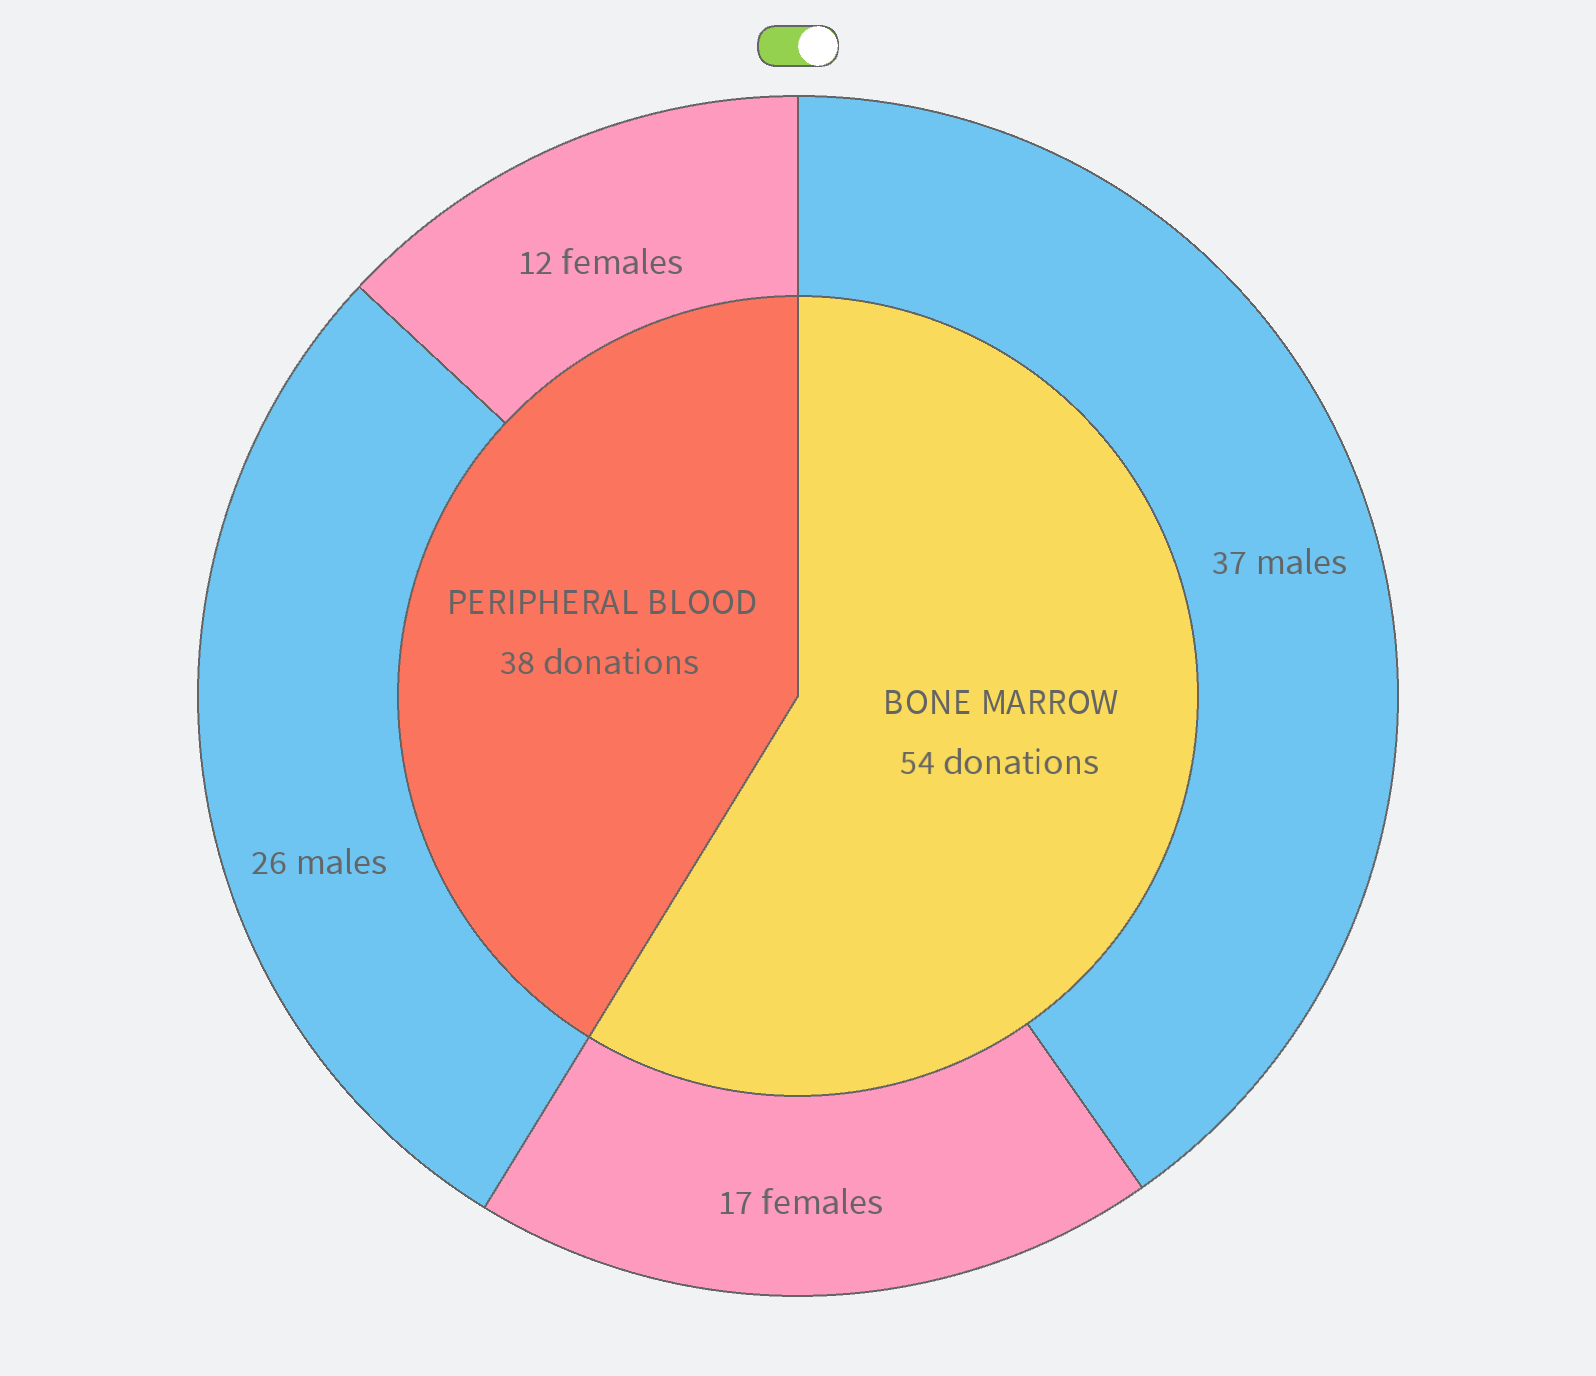 12 females
37 males
PERIPHERAL BLOOD
38 donations
BONE MARROW
54 donations
26 males
17 females